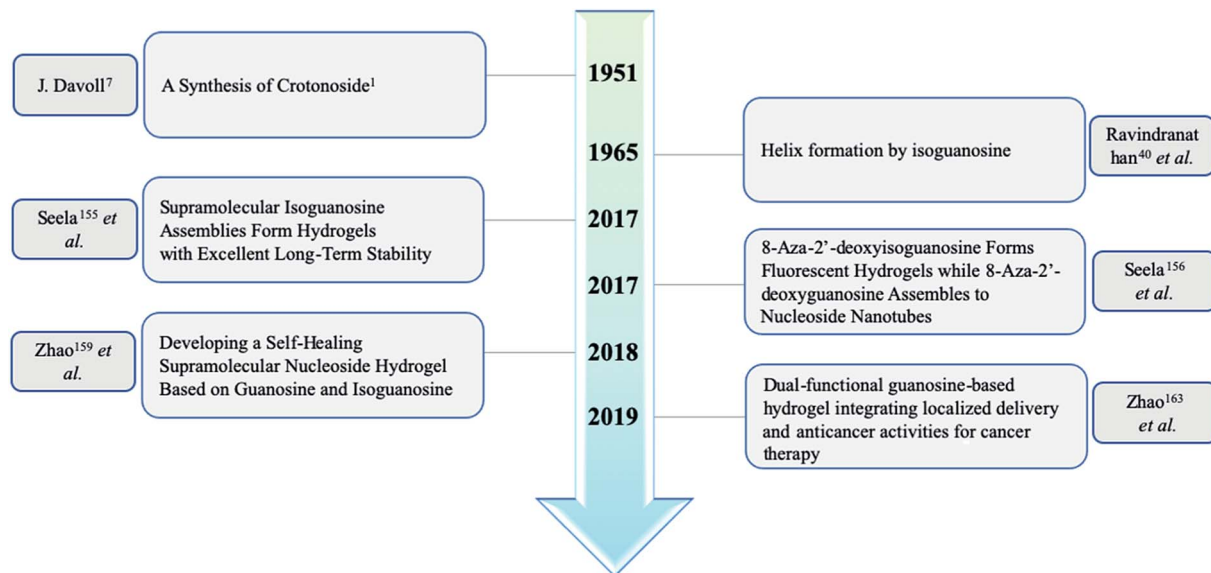 1951
J. Davoll⁷
A Synthesis of Crotonoside¹
1965
Helix formation by isoguanosine
Ravindranat
han⁴⁰ et al.
2017
Seela¹⁵⁵ et
al.
Supramolecular Isoguanosine
Assemblies Form Hydrogels
with Excellent Long-Term Stability
2017
8-Aza-2’-deoxyisoguanosine Forms
Fluorescent Hydrogels while 8-Aza-2’-
deoxyguanosine Assembles to
Nucleoside Nanotubes
Seela¹⁵⁶
et al.
2018
Zhao¹⁵⁹ et
al.
Developing a Self-Healing
Supramolecular Nucleoside Hydrogel
Based on Guanosine and Isoguanosine
2019
Dual-functional guanosine-based
hydrogel integrating localized delivery
and anticancer activities for cancer
therapy
Zhao¹⁶³
et al.